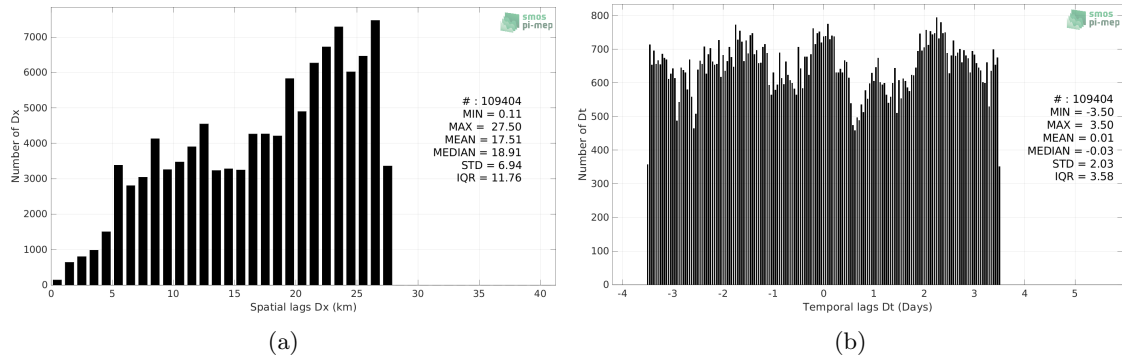 smos
pi-mep
7000
6000
5000
4000
3000
2000
1000
0
Number of Dx
# : 109404
MIN = 0.11
MAX = 27.50
MEAN = 17.51
MEDIAN = 18.91
STD = 6.94
IQR = 11.76
0 5 10 15 20 25 30 35 40
Spatial lags Dx (km)
(a)
smos
pi-mep
800
700
600
500
400
300
200
100
0
Number of Dt
# : 109404
MIN = -3.50
MAX = 3.50
MEAN = 0.01
MEDIAN = -0.03
STD = 2.03
IQR = 3.58
-4 -3 -2 -1 0 1 2 3 4 5
Temporal lags Dt (Days)
(b)